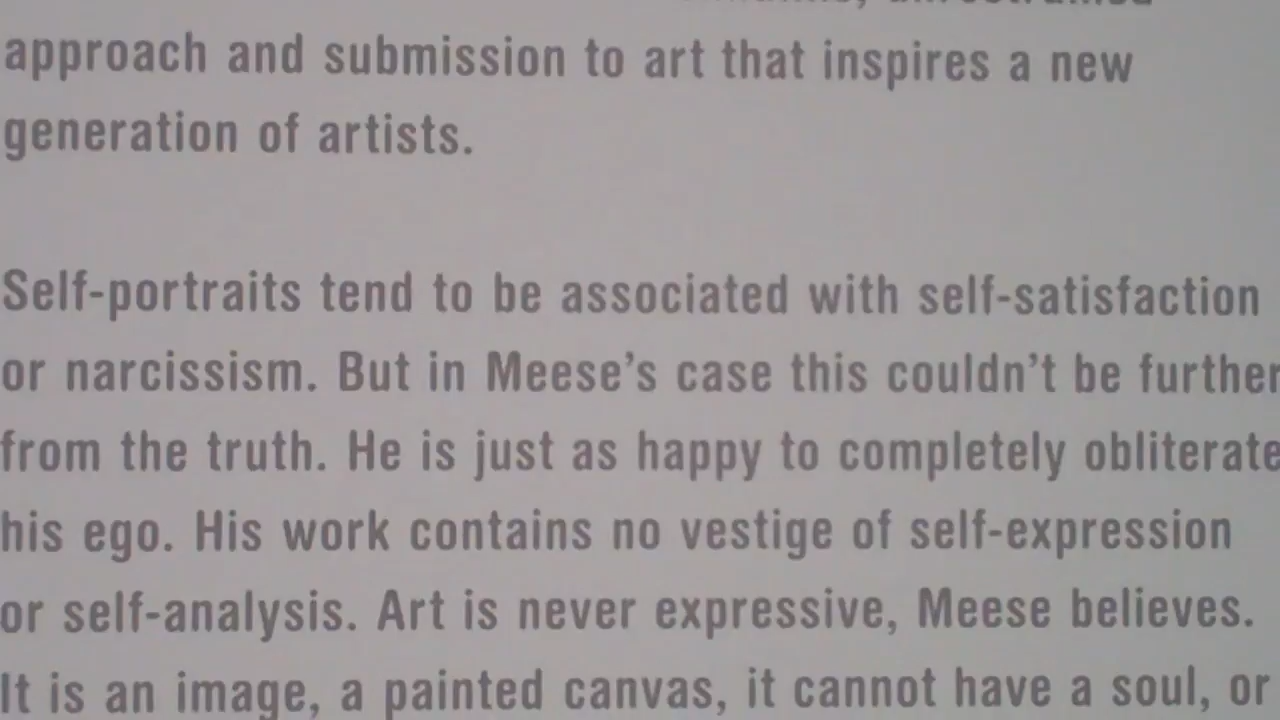 approach and submission to art that inspires a new
generation of artists.
Self-portraits tend to be associated with self-satisfaction
or narcissism. But in Meese’s case this couldn’t be further
from the truth. He is just as happy to completely obliterate
his ego. His work contains no vestige of self-expression
or self-analysis. Art is never expressive, Meese believes.
It is an image, a painted canvas, it cannot have a soul, or